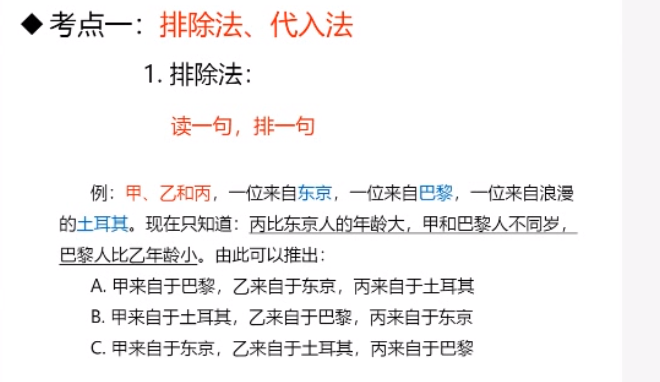 ◆ 考点一：排除法、代入法
1. 排除法：
读一句，排一句
例：甲、乙和丙，一位来自东京，一位来自巴黎，一位来自浪漫
的土耳其。现在只知道：丙比东京人的年龄大，甲和巴黎人不同岁，
巴黎人比乙年龄小。由此可以推出：
A. 甲来自于巴黎，乙来自于东京，丙来自于土耳其
B. 甲来自于土耳其，乙来自于巴黎，丙来自于东京
C. 甲来自于东京，乙来自于土耳其，丙来自于巴黎